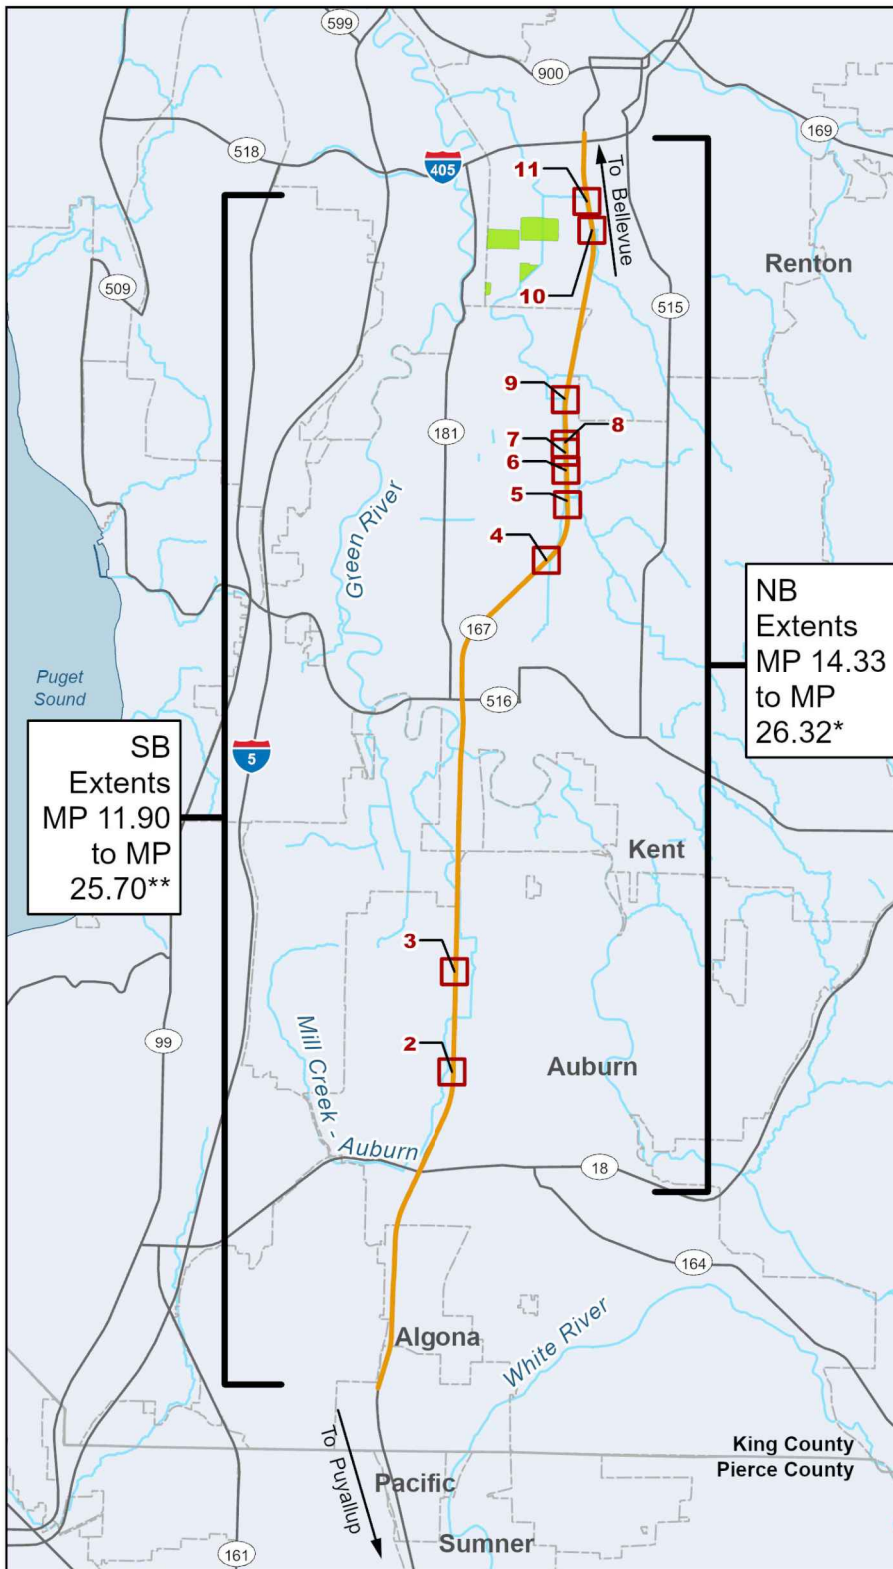 599
900
169
518
405
11
To Bellevue
Renton
509
10
515
9
8
7
181
6
5
Green River
4
NB
Extents
MP 14.33
to MP
26.32*
167
Puget
Sound
516
SB
Extents
MP 11.90
to MP
25.70**
5
Kent
3
99
Mill Creek - Auburn
2
Auburn
18
164
Algona
White River
King County
Pierce County
To Puyallup
Pacific
Sumner
161